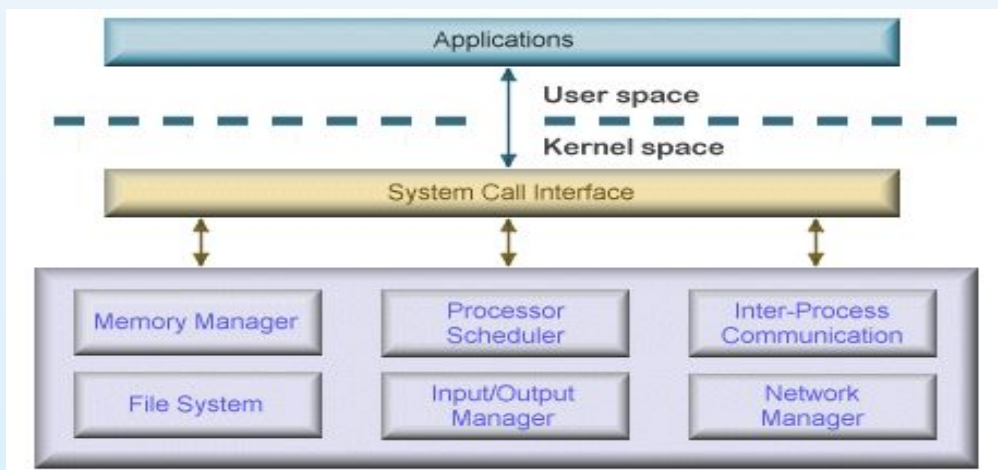 Applications
User space
Kernel space
System Call Interface
Memory Manager
Processor
Scheduler
Inter-Process
Communication
File System
Input/Output
Manager
Network
Manager